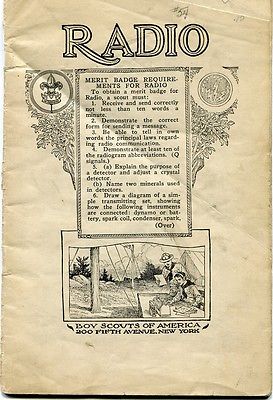 RADIO
MERIT BADGE REQUIRE-
MENTS FOR RADIO
To obtain a merit badge for
Radio, a scout must:
1. Receive and send correctly
not less than ten words a
minute.
2. Demonstrate the correct
form for sending a message.
3. Be able to tell in own
words the principal laws regard-
ing radio communication.
4. Demonstrate at least ten of
the radiogram abbreviations. (Q
signals.)
(a) Explain the purpose of
a detector and adjust a crystal
detector.
(b) Name two minerals used
in detectors.
6. Draw a diagram of a sim-
ple transmitting set, showing
how the following instruments
are connected: dynamo or bat-
tery, spark coil, condenser, spark,
(Over)
BOY SCOUTS OF AMERICA
200 FIFTH AVENUE, NEW YORK